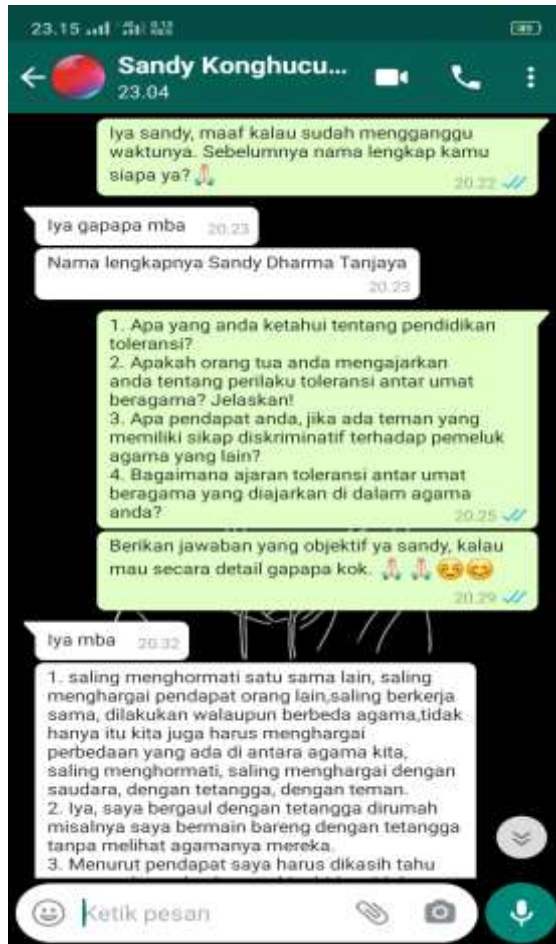 23.15
Sandy Konghucu...
23.04
Iya sandy, maaf kalau sudah mengganggu
waktunya. Sebelumnya nama lengkap kamu
siapa ya?
20.22
Iya gapapa mba 20.23
Nama lengkapnya Sandy Dharma Tanjaya
20.23
1. Apa yang anda ketahui tentang pendidikan
toleransi?
2. Apakah orang tua anda mengajarkan
anda tentang perilaku toleransi antar umat
beragama? Jelaskan!
3. Apa pendapat anda, jika ada teman yang
memiliki sikap diskriminatif terhadap pemeluk
agama yang lain?
4. Bagaimana ajaran toleransi antar umat
beragama yang diajarkan di dalam agama
anda?
20.25
Berikan jawaban yang objektif ya sandy, kalau
mau secara detail gapapa kok.
20.29
Iya mba 20.32
1. saling menghormati satu sama lain, saling
menghargai pendapat orang lain,saling berkerja
sama, dilakukan walaupun berbeda agama,tidak
hanya itu kita juga harus menghargai
perbedaan yang ada di antara agama kita,
saling menghormati, saling menghargai dengan
saudara, dengan tetangga, dengan teman.
2. Iya, saya bergaul dengan tetangga dirumah
misalnya saya bermain bareng dengan tetangga
tanpa melihat agamanya mereka.
3. Menurut pendapat saya harus dikasih tahu
Ketik pesan